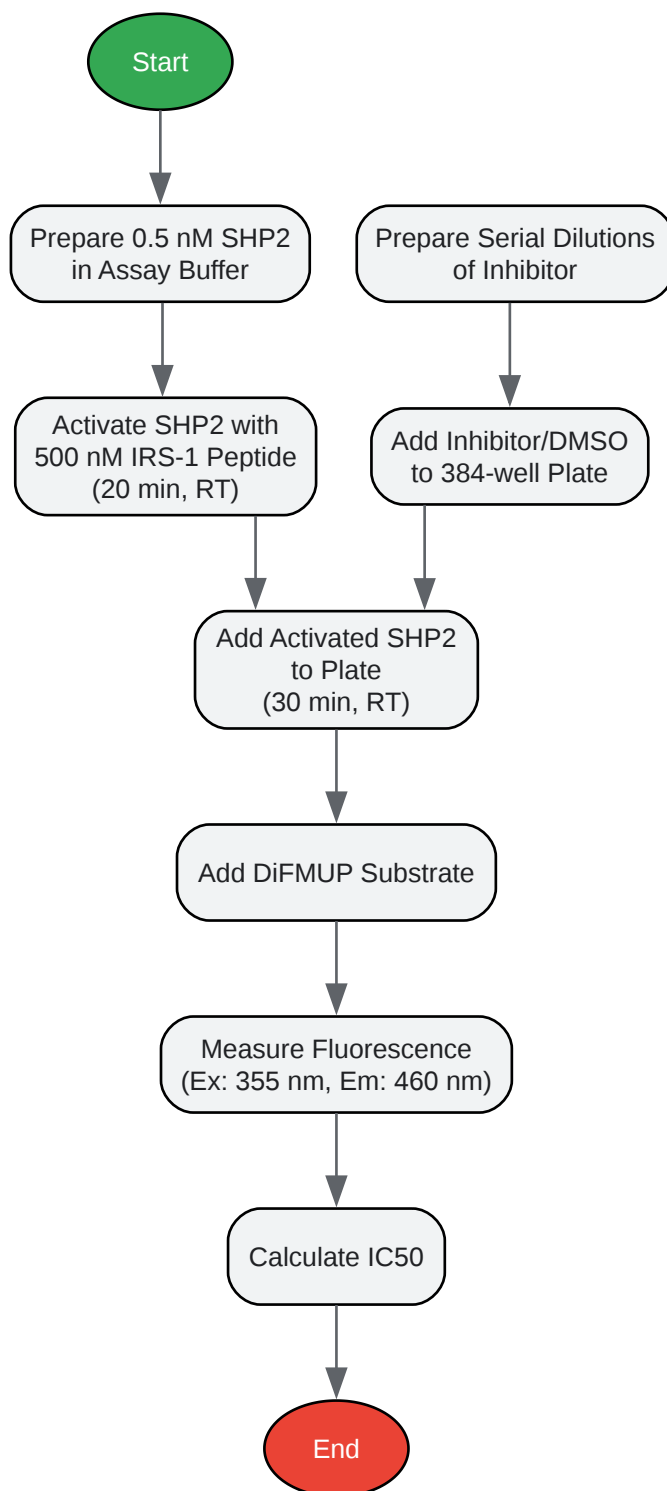 Start
Prepare 0.5 nM SHP2
in Assay Buffer
Prepare Serial Dilutions
of Inhibitor
Activate SHP2 with
500 nM IRS-1 Peptide
(20 min, RT)
Add Inhibitor/DMSO
to 384-well Plate
Add Activated SHP2
to Plate
(30 min, RT)
Add DiFMUP Substrate
Measure Fluorescence
(Ex: 355 nm, Em: 460 nm)
Calculate IC50
End